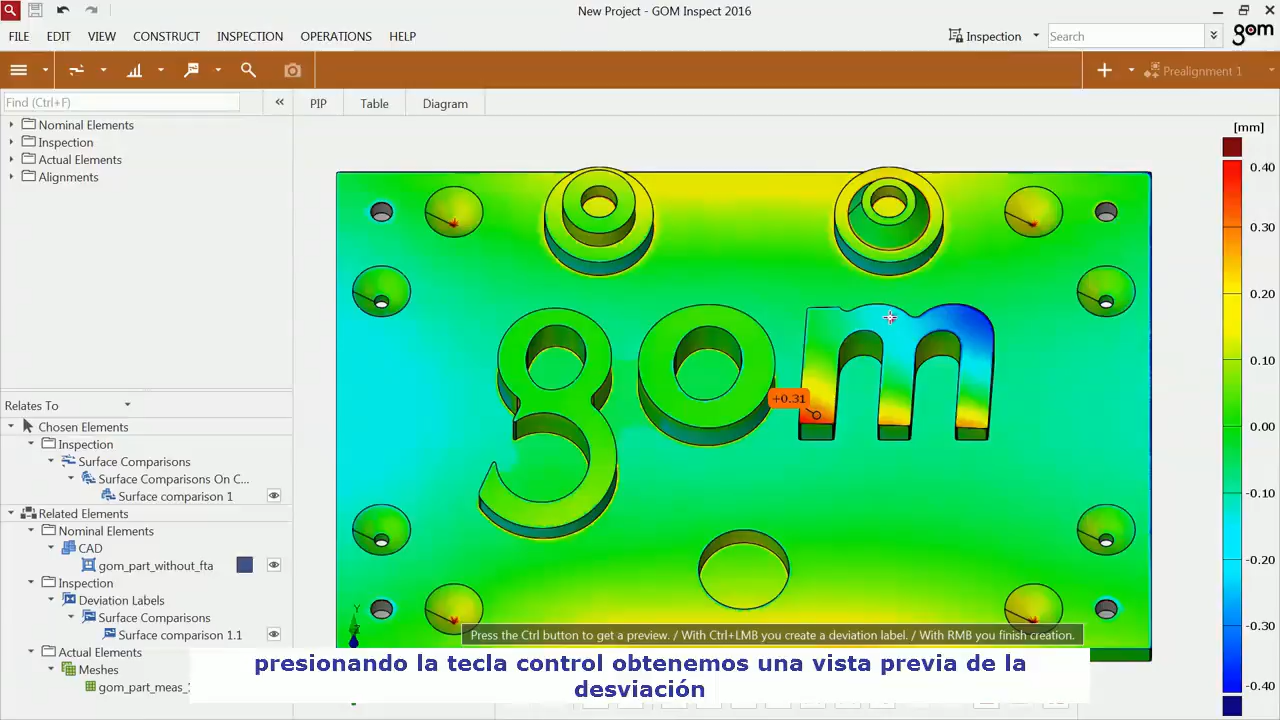 New Project - GOM Inspect 2016
FILE EDIT VIEW CONSTRUCT INSPECTION OPERATIONS HELP
Inspection
Search
gom
Prealignment 1
Find (Ctrl+F)
«
PIP Table Diagram
Nominal Elements
Inspection
Actual Elements
Alignments
Relates To
Chosen Elements
Inspection
Surface Comparisons
Surface Comparisons On C...
Surface comparison 1
Related Elements
Nominal Elements
CAD
gom_part_without_fta
Inspection
Deviation Labels
Surface Comparisons
Surface comparison 1.1
Actual Elements
Meshes
gom_part_meas_
gom
+0.31
Y
[mm]
0.40
0.30
0.20
0.10
0.00
-0.10
-0.20
-0.30
-0.40
Press the Ctrl button to get a preview. / With Ctrl+LMB you create a deviation label. / With RMB you finish creation.
presionando la tecla control obtenemos una vista previa de la
desviación